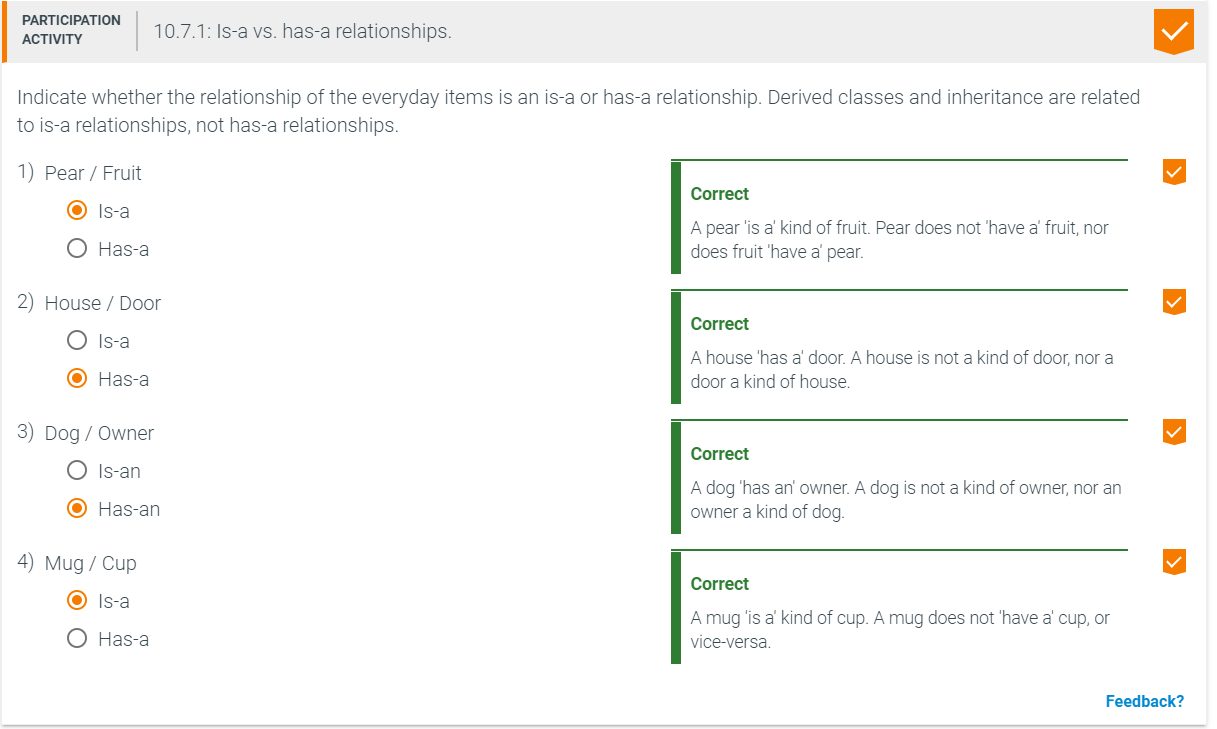 PARTICIPATION
ACTIVITY
10.7.1: Is-a vs. has-a relationships.
Indicate whether the relationship of the everyday items is an is-a or has-a relationship. Derived classes and inheritance are related
to is-a relationships, not has-a relationships.
1) Pear / Fruit
Is-a
Has-a
Correct
A pear 'is a' kind of fruit. Pear does not 'have a' fruit, nor
does fruit 'have a' pear.
2) House / Door
Is-a
Has-a
Correct
A house 'has a' door. A house is not a kind of door, nor a
door a kind of house.
3) Dog / Owner
Is-an
Has-an
Correct
A dog 'has an' owner. A dog is not a kind of owner, nor an
owner a kind of dog.
4) Mug / Cup
Is-a
Has-a
Correct
A mug 'is a' kind of cup. A mug does not 'have a' cup, or
vice-versa.
Feedback?